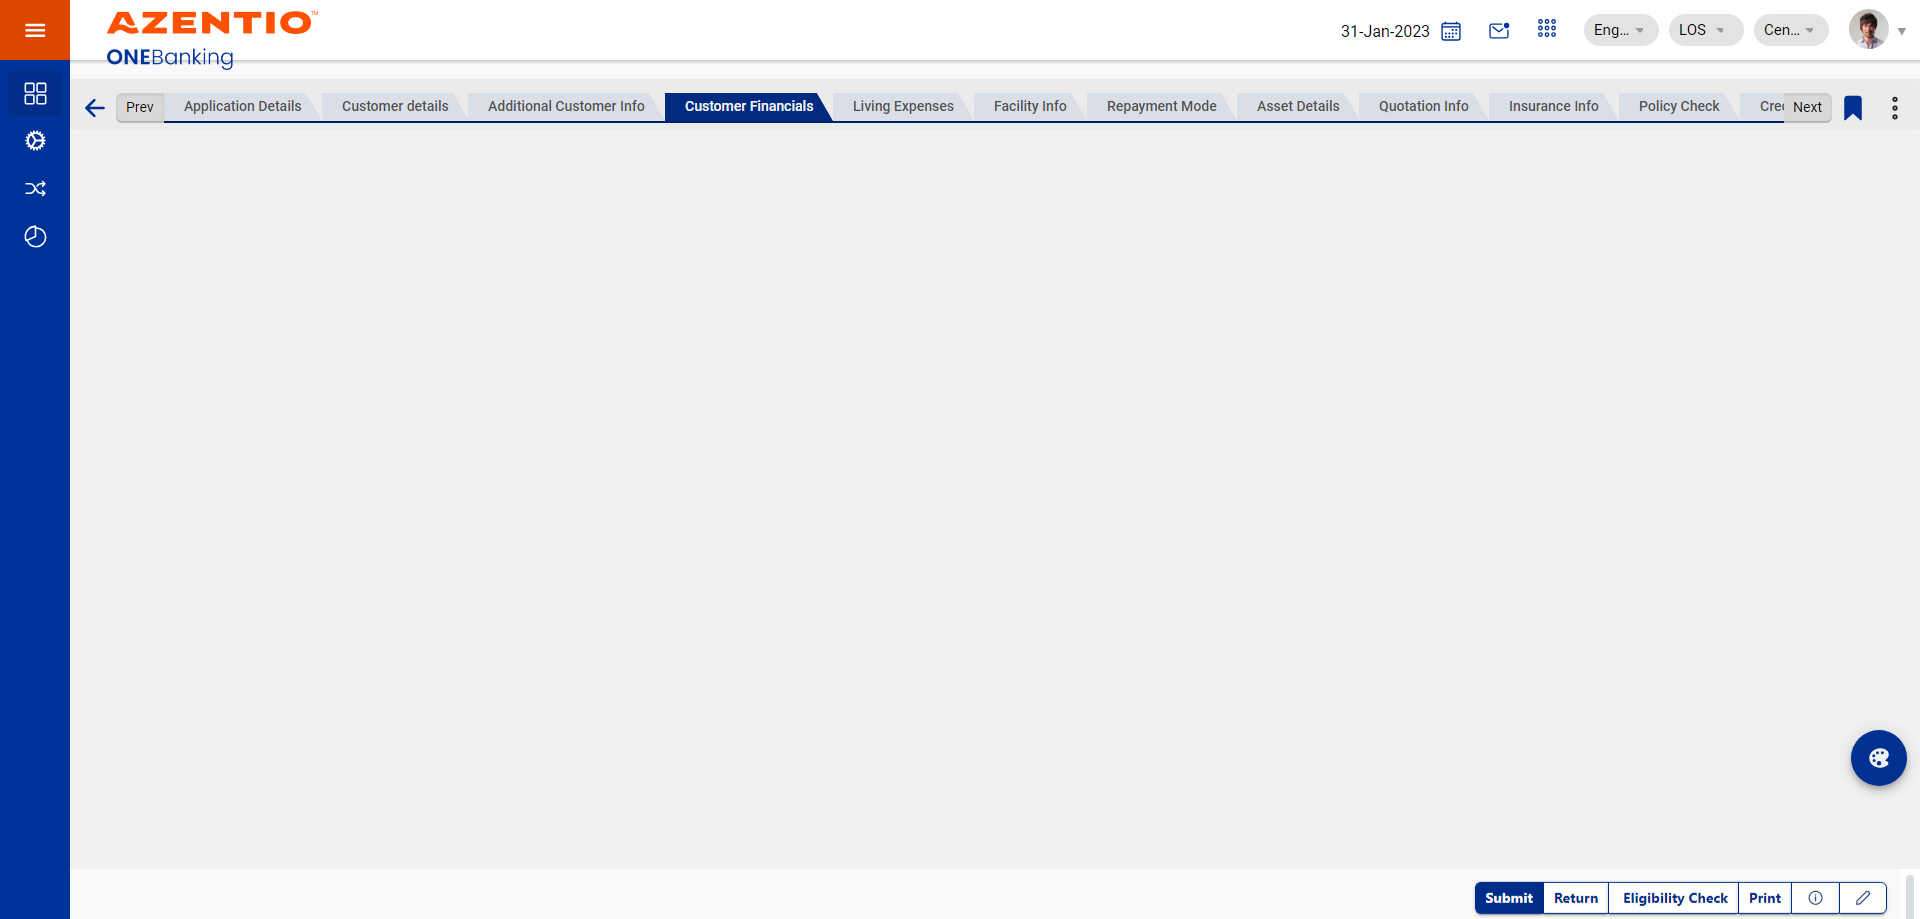 AZENTIO™
ONEBanking
31-Jan-2023
Eng...
LOS
Cen...
Prev
Application Details
Customer details
Additional Customer Info
Customer Financials
Living Expenses
Facility Info
Repayment Mode
Asset Details
Quotation Info
Insurance Info
Policy Check
Next
Submit
Return
Eligibility Check
Print